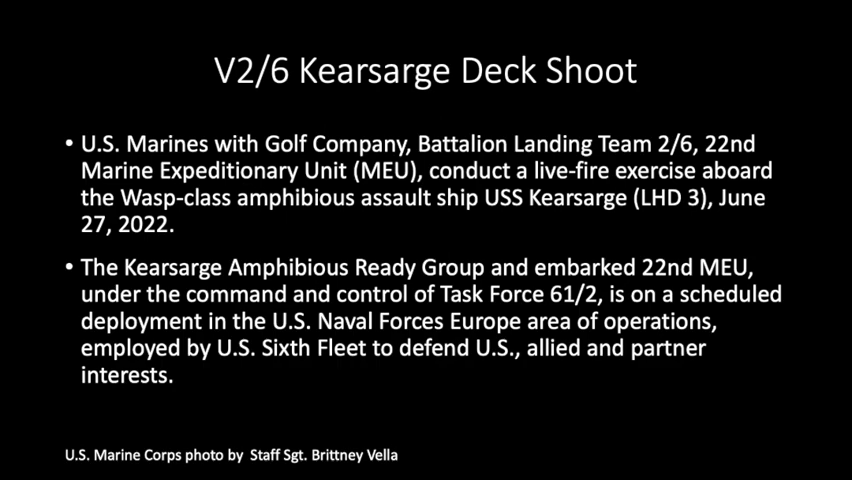 V2/6 Kearsarge Deck Shoot
• U.S. Marines with Golf Company, Battalion Landing Team 2/6, 22nd
Marine Expeditionary Unit (MEU), conduct a live-fire exercise aboard
the Wasp-class amphibious assault ship USS Kearsarge (LHD 3), June
27, 2022.
• The Kearsarge Amphibious Ready Group and embarked 22nd MEU,
under the command and control of Task Force 61/2, is on a scheduled
deployment in the U.S. Naval Forces Europe area of operations,
employed by U.S. Sixth Fleet to defend U.S., allied and partner
interests.
U.S. Marine Corps photo by  Staff Sgt. Brittney Vella